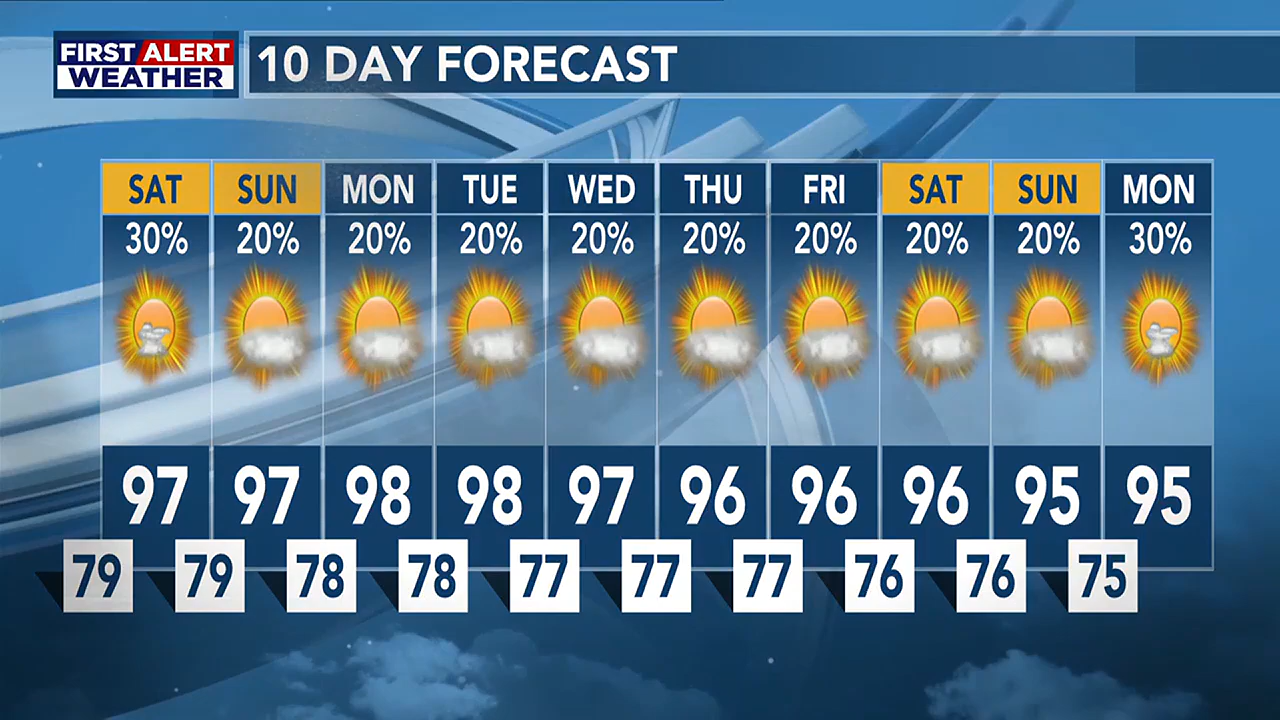 FIRST ALERT
WEATHER
10 DAY FORECAST
SAT SUN MON TUE WED THU FRI SAT SUN MON
30% 20% 20% 20% 20% 20% 20% 20% 20% 30%
97 97 98 98 97 96 96 96 95 95
79 79 78 78 77 77 77 76 76 75